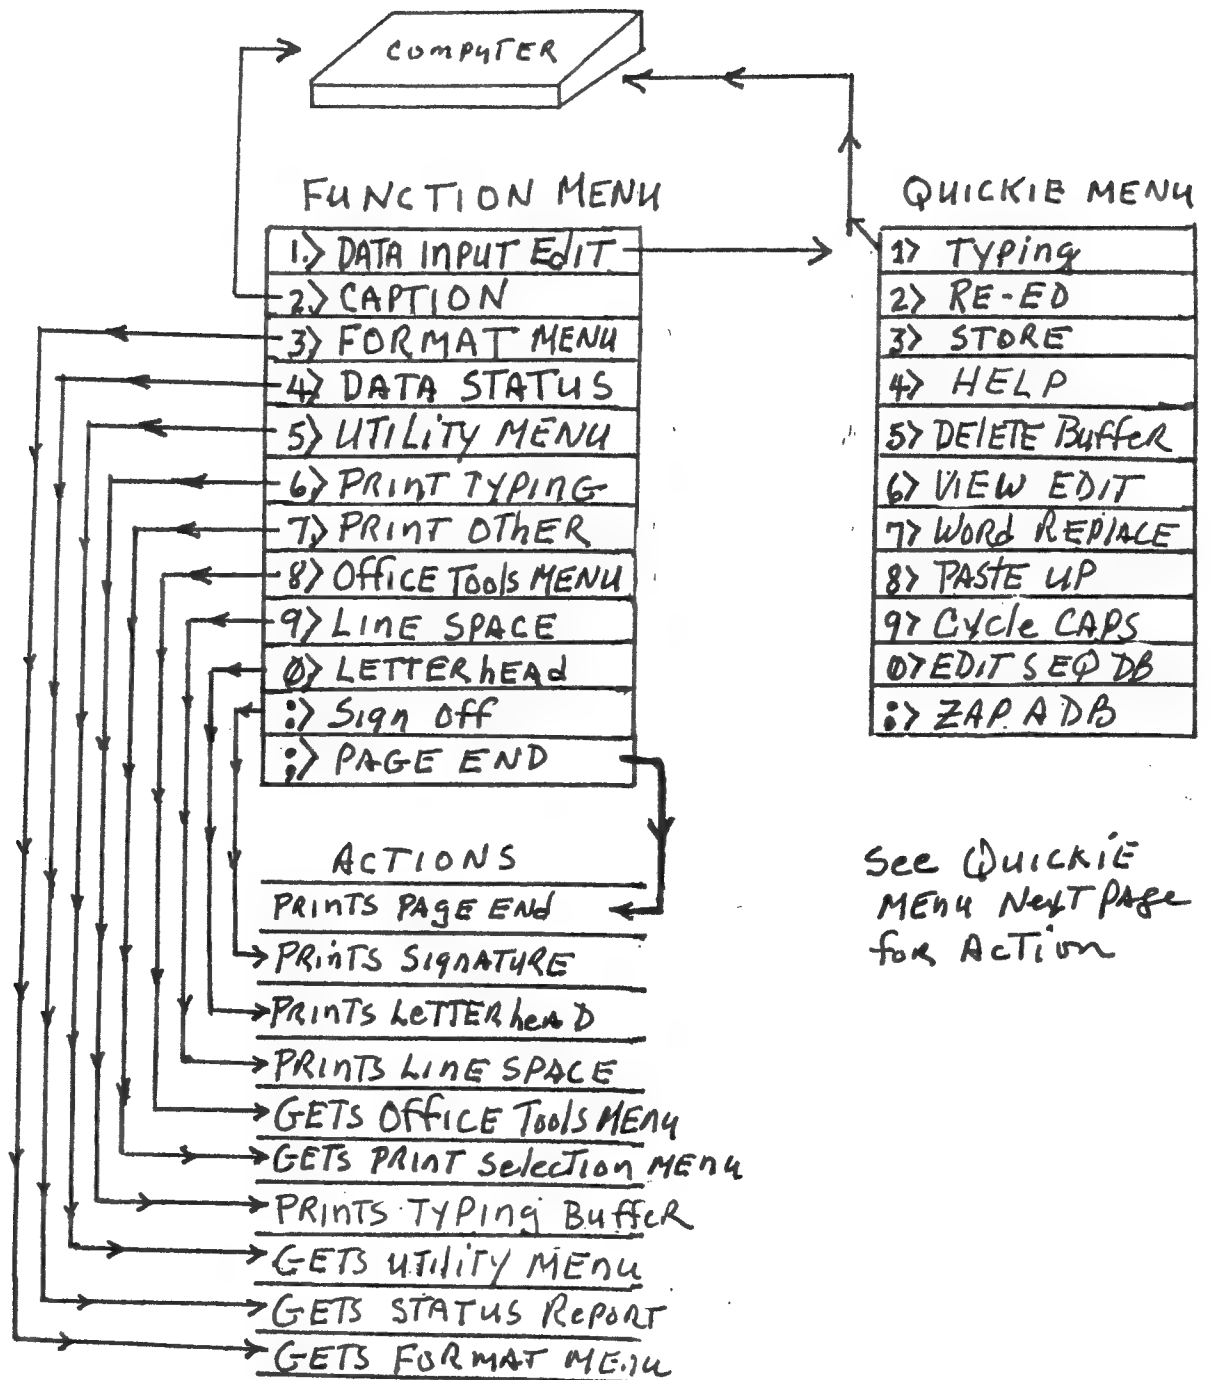 COMPUTER
FUNCTION MENU
1.> DATA INPUT EdIT
2.> CAPTION
3.> FORMAT MENU
4.> DATA STATUS
5.> UTILITY MENU
6.> PRINT TYPING
7.> PRINT OTHER
8.> OFFICE Tools MENU
9.> LINE SPACE
0.> LETTERhEAd
:> Sign Off
;> PAGE END
QUICKIE MENU
1> Typing
2> RE-ED
3> STORE
4> HELP
5> DElETE BuffeR
6> VIEW EDIT
7> WORd REPlACE
8> PASTE UP
9> Cycle CAPS
0> EDIT SEQ DB
:> ZAP A DB
See QUICKIE
MENU NexT PAge
foR AcTion
ACTIONS
PRINTS PAGE ENd
PRINTS SIgNATURE
PRINTS LeTTERheAD
PRINTS LINE SPACE
GETS OffICE Tools MENU
GETS PRINT Selection MENU
PRINTS TYPing BuffeR
GETS UTIlITY MENU
GETS STATUS RePORT
GETS FORMAT MENU